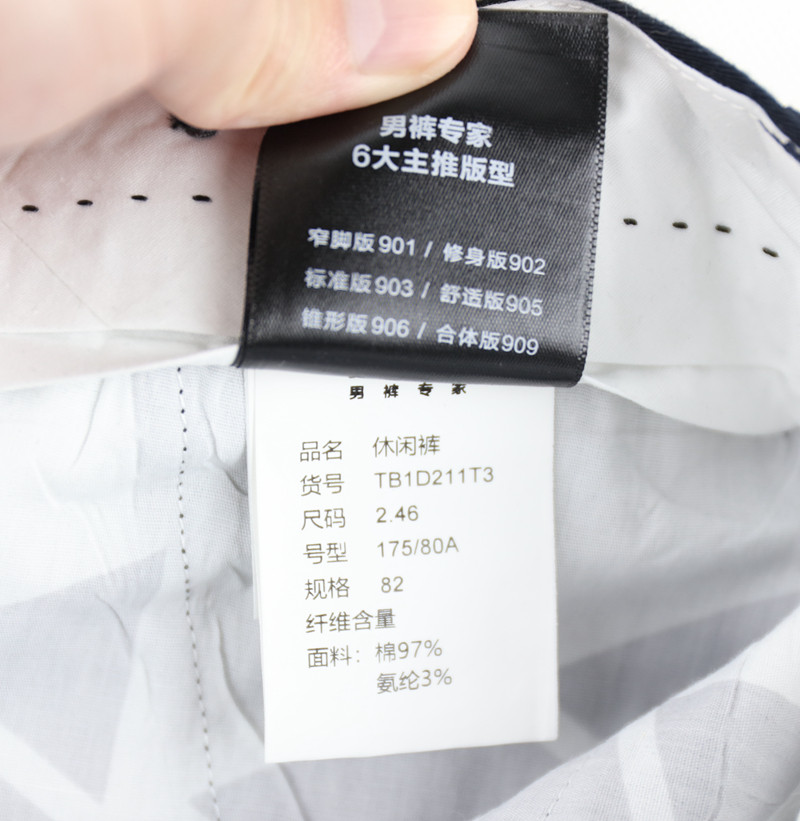 男裤专家
6大主推版型
窄脚版901 / 修身版902
标准版903 / 舒适版905
锥形版906 / 合体版909
男 裤 专 家
品名 休闲裤
货号 TB1D211T3
尺码 2.46
号型 175/80A
规格 82
纤维含量
面料：棉97%
氨纶3%